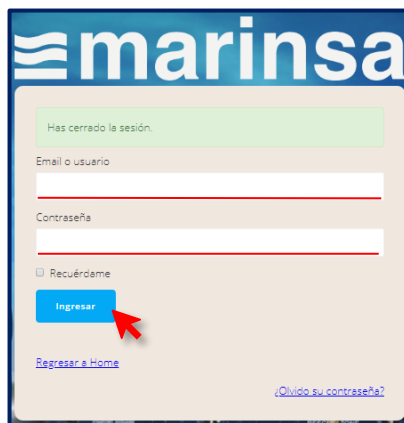 marinsa
Has cerrado la sesión.
Email o usuario
Contraseña
Recuérdame
Ingresar
Regresar a Home
¿Olvido su contraseña?